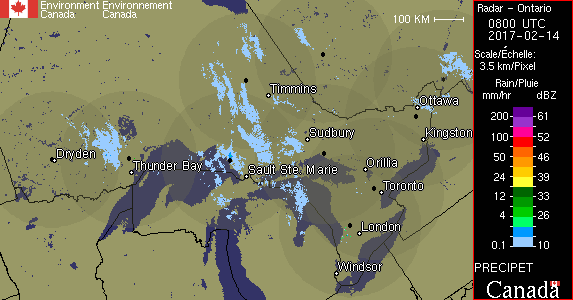 Environment Environnement
Canada Canada
100 KM
Timmins
Ottawa
Sudbury
Kingston
Dryden
Thunder Bay
Sault Ste. Marie
Orillia
Toronto
London
Windsor
Radar - Ontario
0800 UTC
2017-02-14
Scale/Échelle:
3.5 km/Pixel
Rain/Pluie
mm/hr dBZ
200 61
100 52
50 46
24 39
12 33
4 26
0.1 10
PRECIPET
Canada